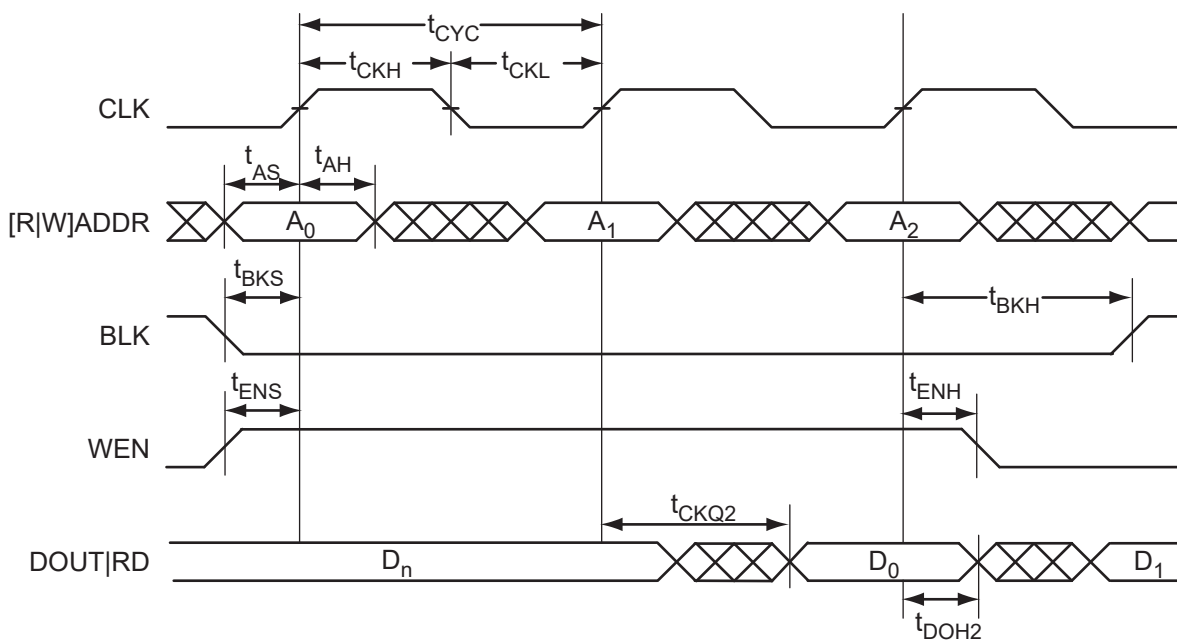 tCYC
tCKH tCKL
CLK
tAS tAH
[R|W]ADDR A0 A1 A2
tBKS tBKH
BLK
tENS tENH
WEN
tCKQ2
DOUT|RD Dn D0 D1
tDOH2